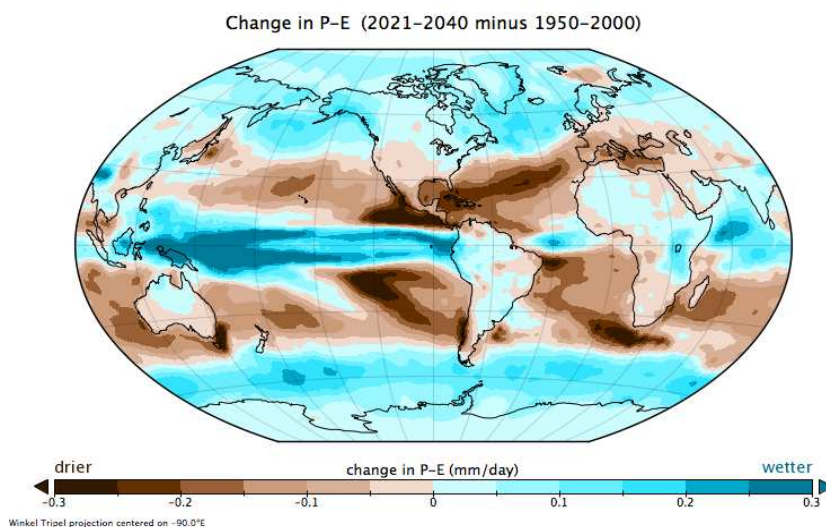 Change in P-E (2021-2040 minus 1950-2000)
drier change in P-E (mm/day) wetter
-0.3 -0.2 -0.1 0 0.1 0.2 0.3
Winkel Tripel projection centered on -90.0°E